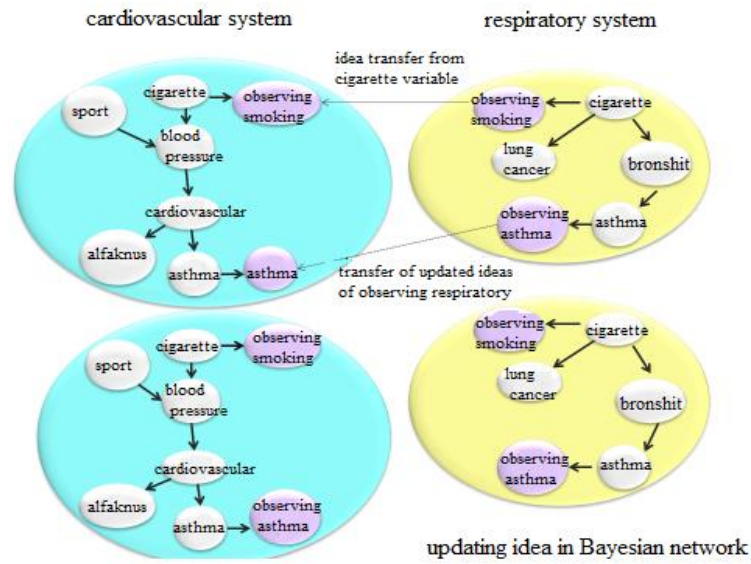 cardiovascular system
respiratory system
idea transfer from
cigarette variable
sport
cigarette
observing
smoking
blood
pressure
cardiovascular
alfaknus
asthma
asthma
observing
smoking
cigarette
lung
cancer
bronshit
observing
asthma
asthma
transfer of updated ideas
of observing respiratory
sport
cigarette
observing
smoking
blood
pressure
cardiovascular
alfaknus
asthma
observing
asthma
observing
smoking
cigarette
lung
cancer
bronshit
observing
asthma
asthma
updating idea in Bayesian network